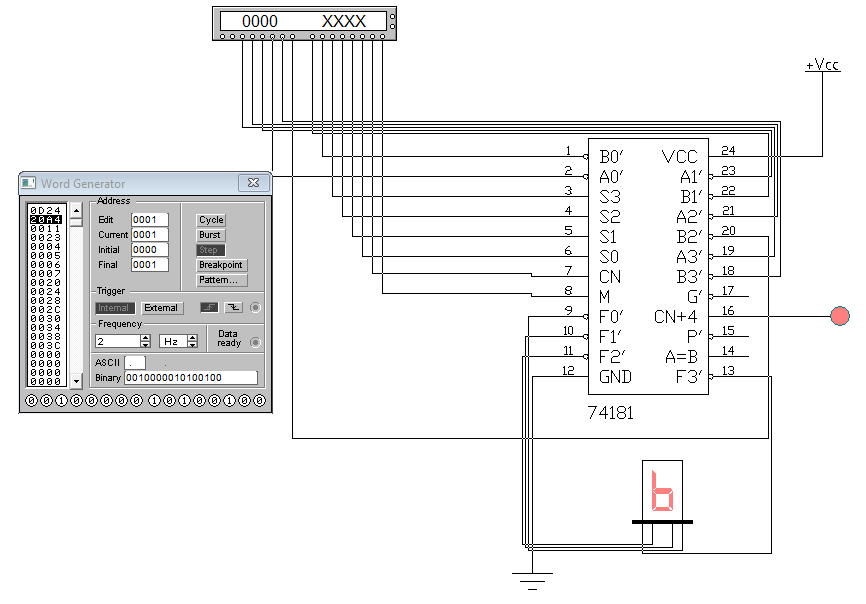 0000 XXXX
+Vcc
Word Generator
0D24
20A4
0011
0023
0004
0005
0006
0007
0020
0024
0028
002C
0030
0034
0038
003C
0000
0000
0000
Address
Edit 0001
Current 0001
Initial 0000
Final 0001
Cycle
Burst
Step
Breakpoint
Pattern...
Trigger
Internal External
Frequency
2 Hz
Data
ready
ASCII .
Binary 0010000010100100
0 0 1 0 0 0 0 0 1 0 1 0 0 1 0 0
1 B0' VCC 24
2 A0' A1' 23
3 S3 B1' 22
4 S2 A2' 21
5 S1 B2' 20
6 S0 A3' 19
7 CN B3' 18
8 M G' 17
9 F0' CN+4 16
10 F1' P' 15
11 F2' A=B 14
12 GND F3' 13
74181
b